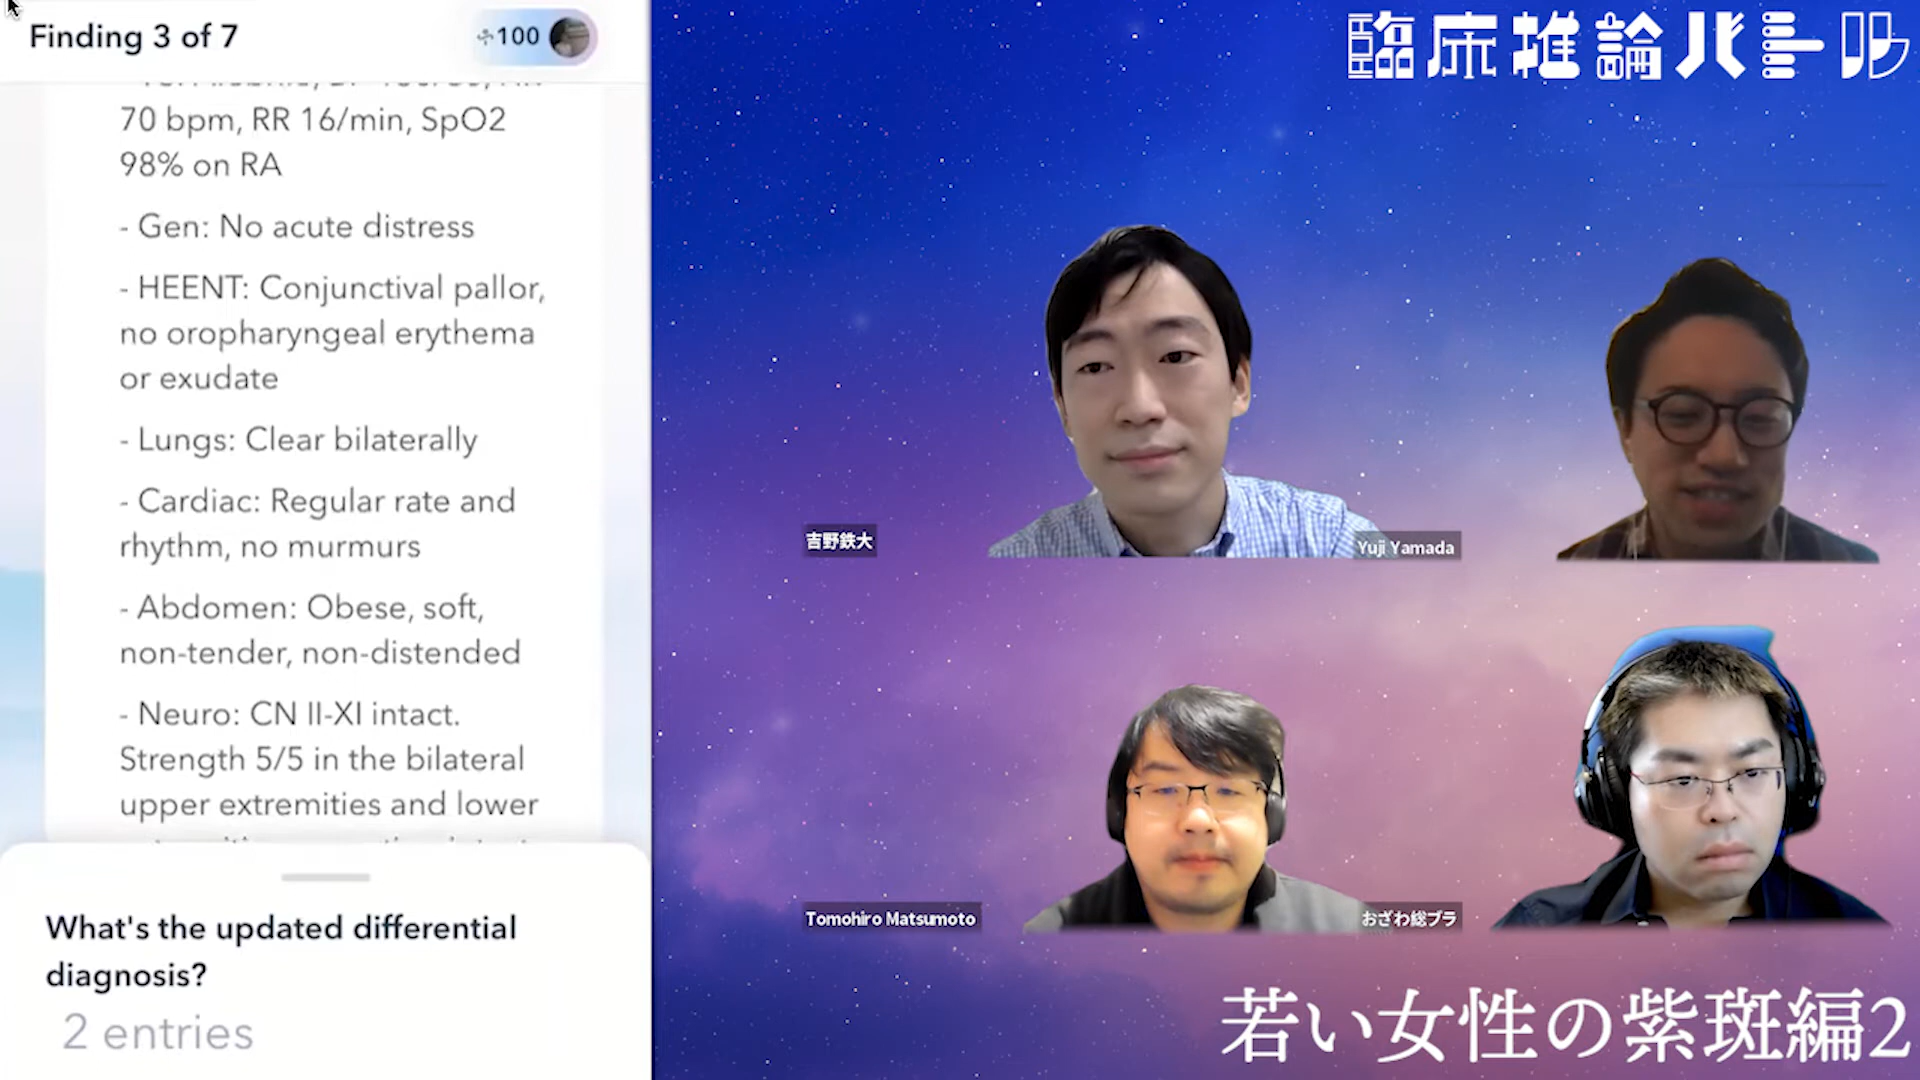 Finding 3 of 7
100
臨床推論バトル
70 bpm, RR 16/min, SpO2
98% on RA
- Gen: No acute distress
- HEENT: Conjunctival pallor,
no oropharyngeal erythema
or exudate
- Lungs: Clear bilaterally
- Cardiac: Regular rate and
rhythm, no murmurs
- Abdomen: Obese, soft,
non-tender, non-distended
- Neuro: CN II-XI intact.
Strength 5/5 in the bilateral
upper extremities and lower
What's the updated differential
diagnosis?
2 entries
吉野鉄大
Yuji Yamada
Tomohiro Matsumoto
おざわ総ブラ
若い女性の紫斑編2